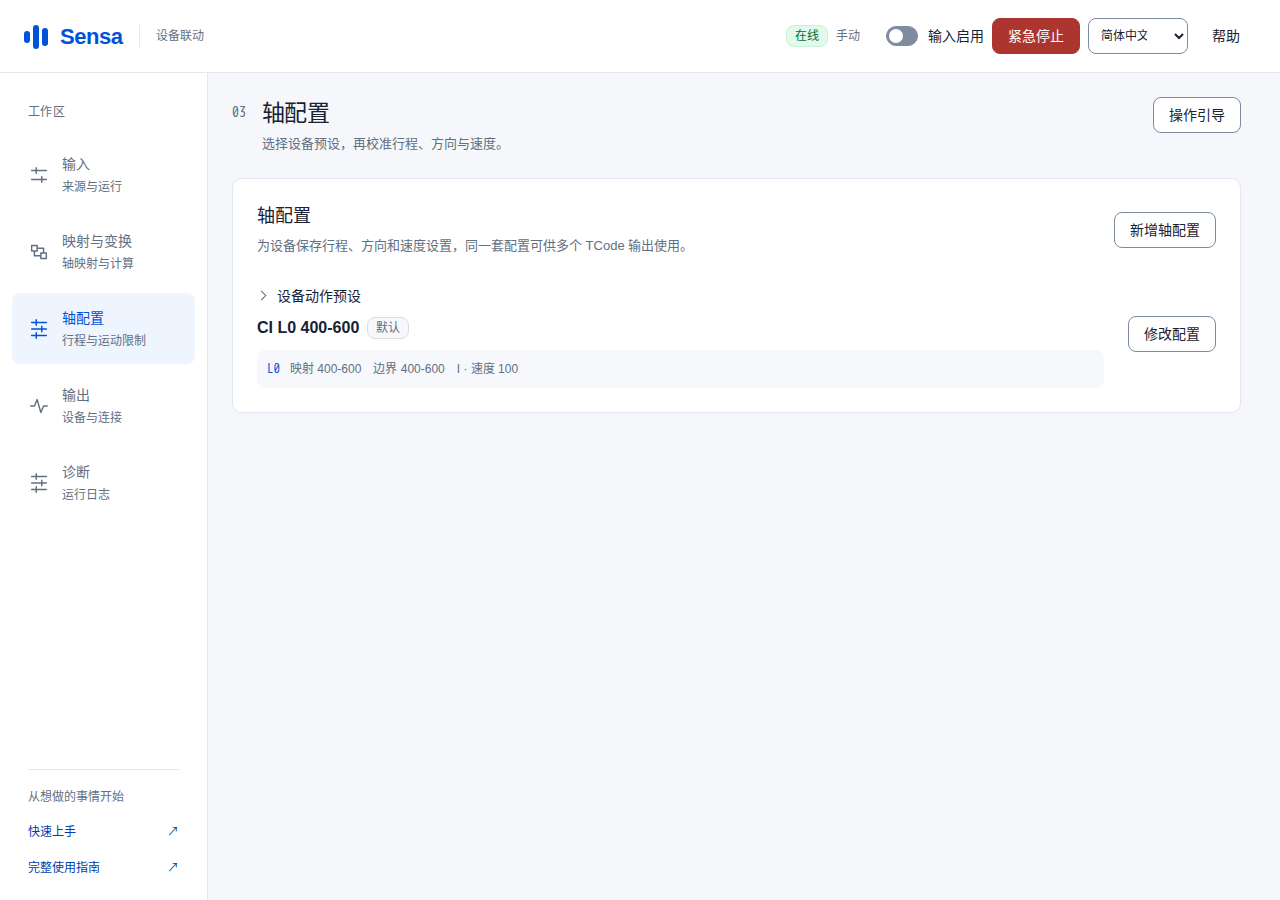 Sensa 设备联动 在线 手动 输入启用 紧急停止 简体中文 帮助
工作区
输入
来源与运行
映射与变换
轴映射与计算
轴配置
行程与运动限制
输出
设备与连接
诊断
运行日志
从想做的事情开始
快速上手 ↗
完整使用指南 ↗
03 轴配置 操作引导
选择设备预设，再校准行程、方向与速度。
轴配置
为设备保存行程、方向和速度设置，同一套配置可供多个 TCode 输出使用。
新增轴配置
设备动作预设
CI L0 400-600 默认
修改配置
L0 映射 400-600 边界 400-600 I · 速度 100